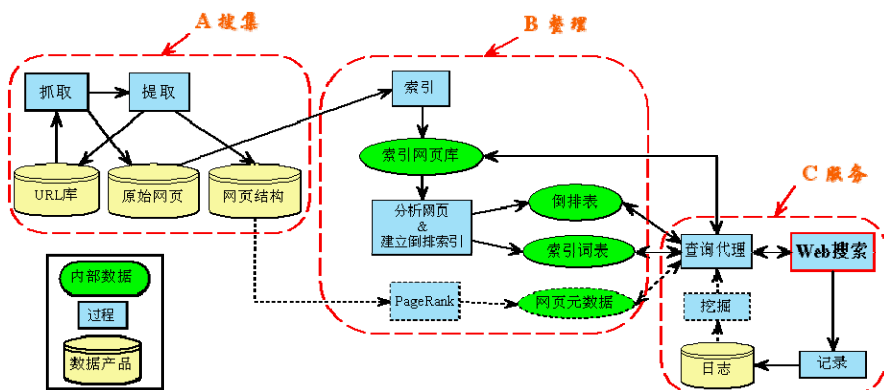 A 搜集
B 整理
抓取
提取
索引
索引网页库
URL库
原始网页
网页结构
C 服务
分析网页
&
建立倒排索引
倒排表
索引词表
查询代理
Web搜索
内部数据
过程
数据产品
PageRank
网页元数据
挖掘
日志
记录